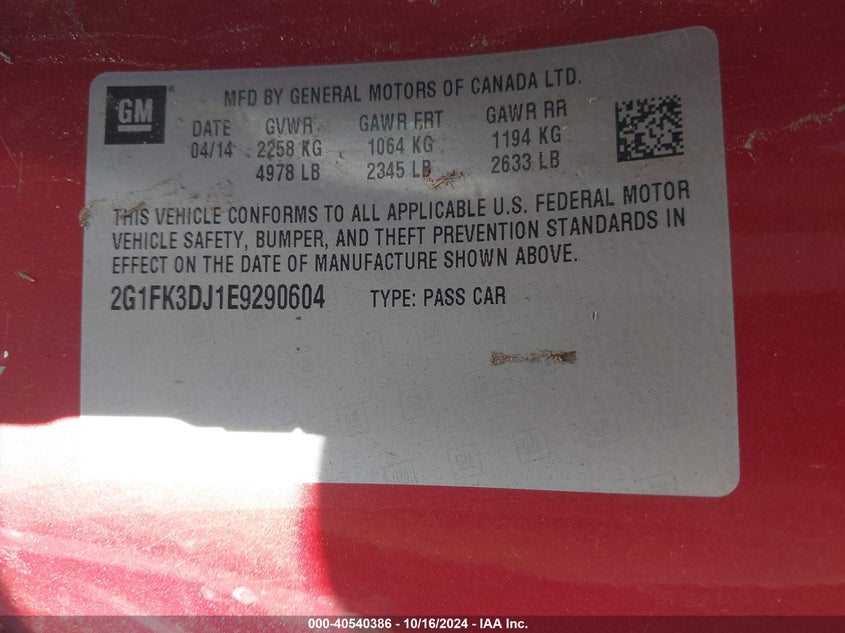 GM
MFD BY GENERAL MOTORS OF CANADA LTD.
DATE GVWR GAWR FRT GAWR RR
04/14 2258 KG 1064 KG 1194 KG
4978 LB 2345 LB 2633 LB
THIS VEHICLE CONFORMS TO ALL APPLICABLE U.S. FEDERAL MOTOR
VEHICLE SAFETY, BUMPER, AND THEFT PREVENTION STANDARDS IN
EFFECT ON THE DATE OF MANUFACTURE SHOWN ABOVE.
2G1FK3DJ1E9290604 TYPE: PASS CAR
000-40540386 - 10/16/2024 - IAA Inc.